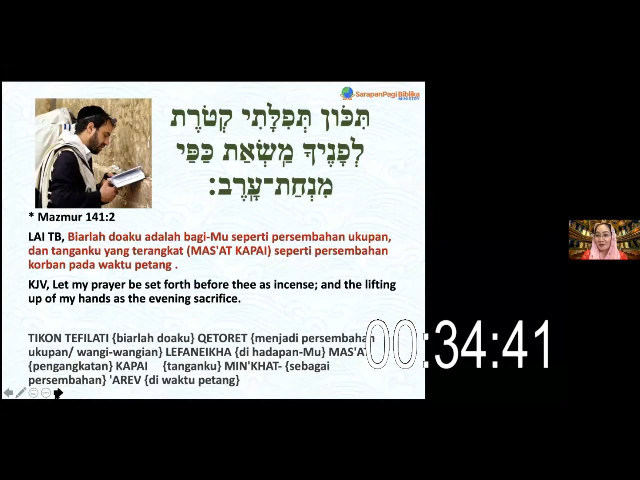 SarapanPagi Biblika
MINISTRY
תִּכּוֹן תְּפִלָּתִי קְטֹרֶת
לְפָנֶיךָ מַשְׂאַת כַּפַּי
מִנְחַת־עָרֶב׃
* Mazmur 141:2
LAI TB, Biarlah doaku adalah bagi-Mu seperti persembahan ukupan,
dan tanganku yang terangkat (MAS'AT KAPAI) seperti persembahan
korban pada waktu petang .
KJV, Let my prayer be set forth before thee as incense; and the lifting
up of my hands as the evening sacrifice.
TIKON TEFILATI {biarlah doaku} QETORET {menjadi persembahan
ukupan/ wangi-wangian} LEFANEIKHA {di hadapan-Mu} MAS'AT
{pengangkatan} KAPAI {tanganku} MIN'KHAT- {sebagai
persembahan} 'AREV {di waktu petang}
00:34:41